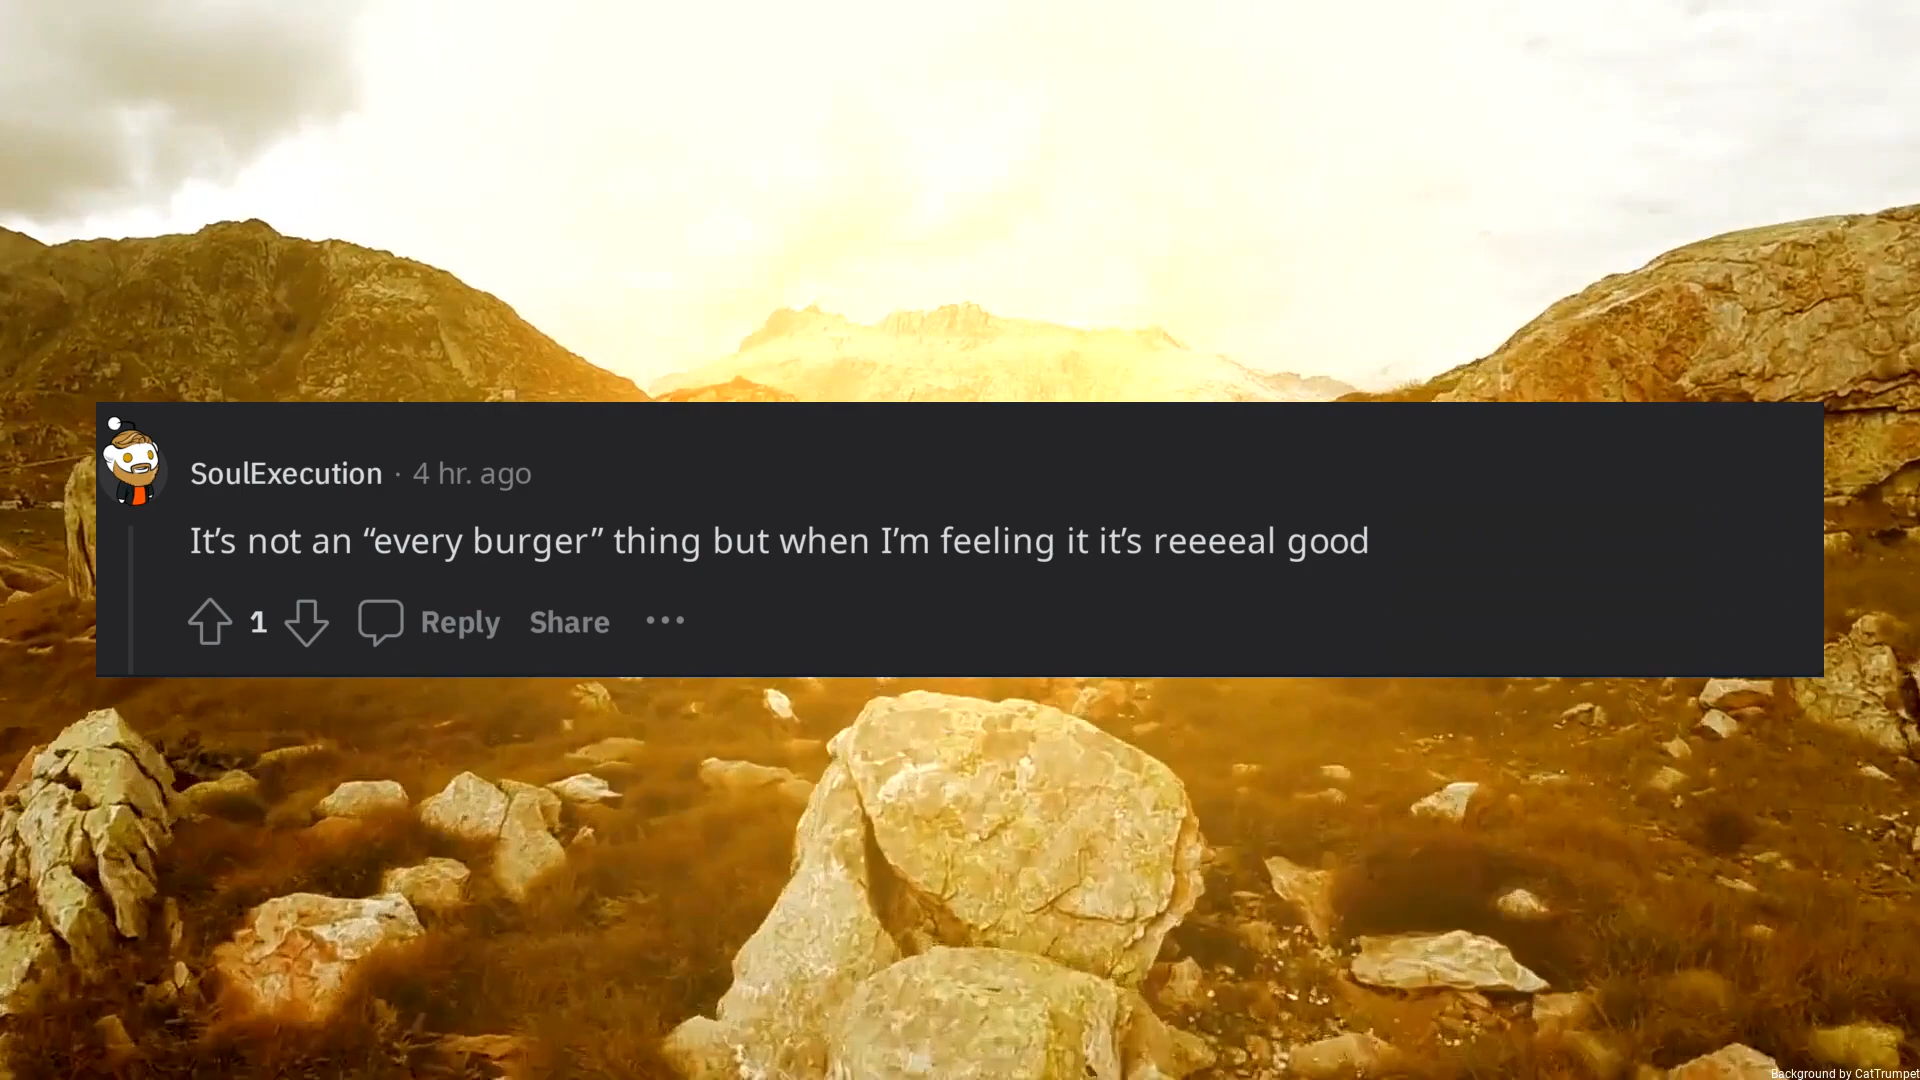 SoulExecution · 4 hr. ago
It’s not an “every burger” thing but when I’m feeling it it’s reeeeal good
1 Reply Share ···
Background by CatTrumpet